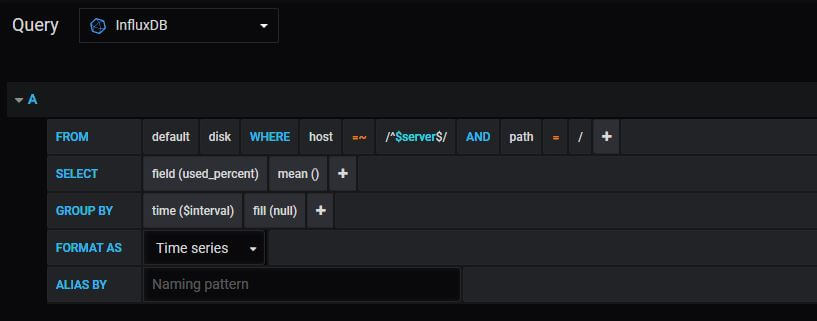 Query InfluxDB
A
FROM default disk WHERE host =~ /^$server$/ AND path = / +
SELECT field (used_percent) mean () +
GROUP BY time ($interval) fill (null) +
FORMAT AS Time series
ALIAS BY Naming pattern